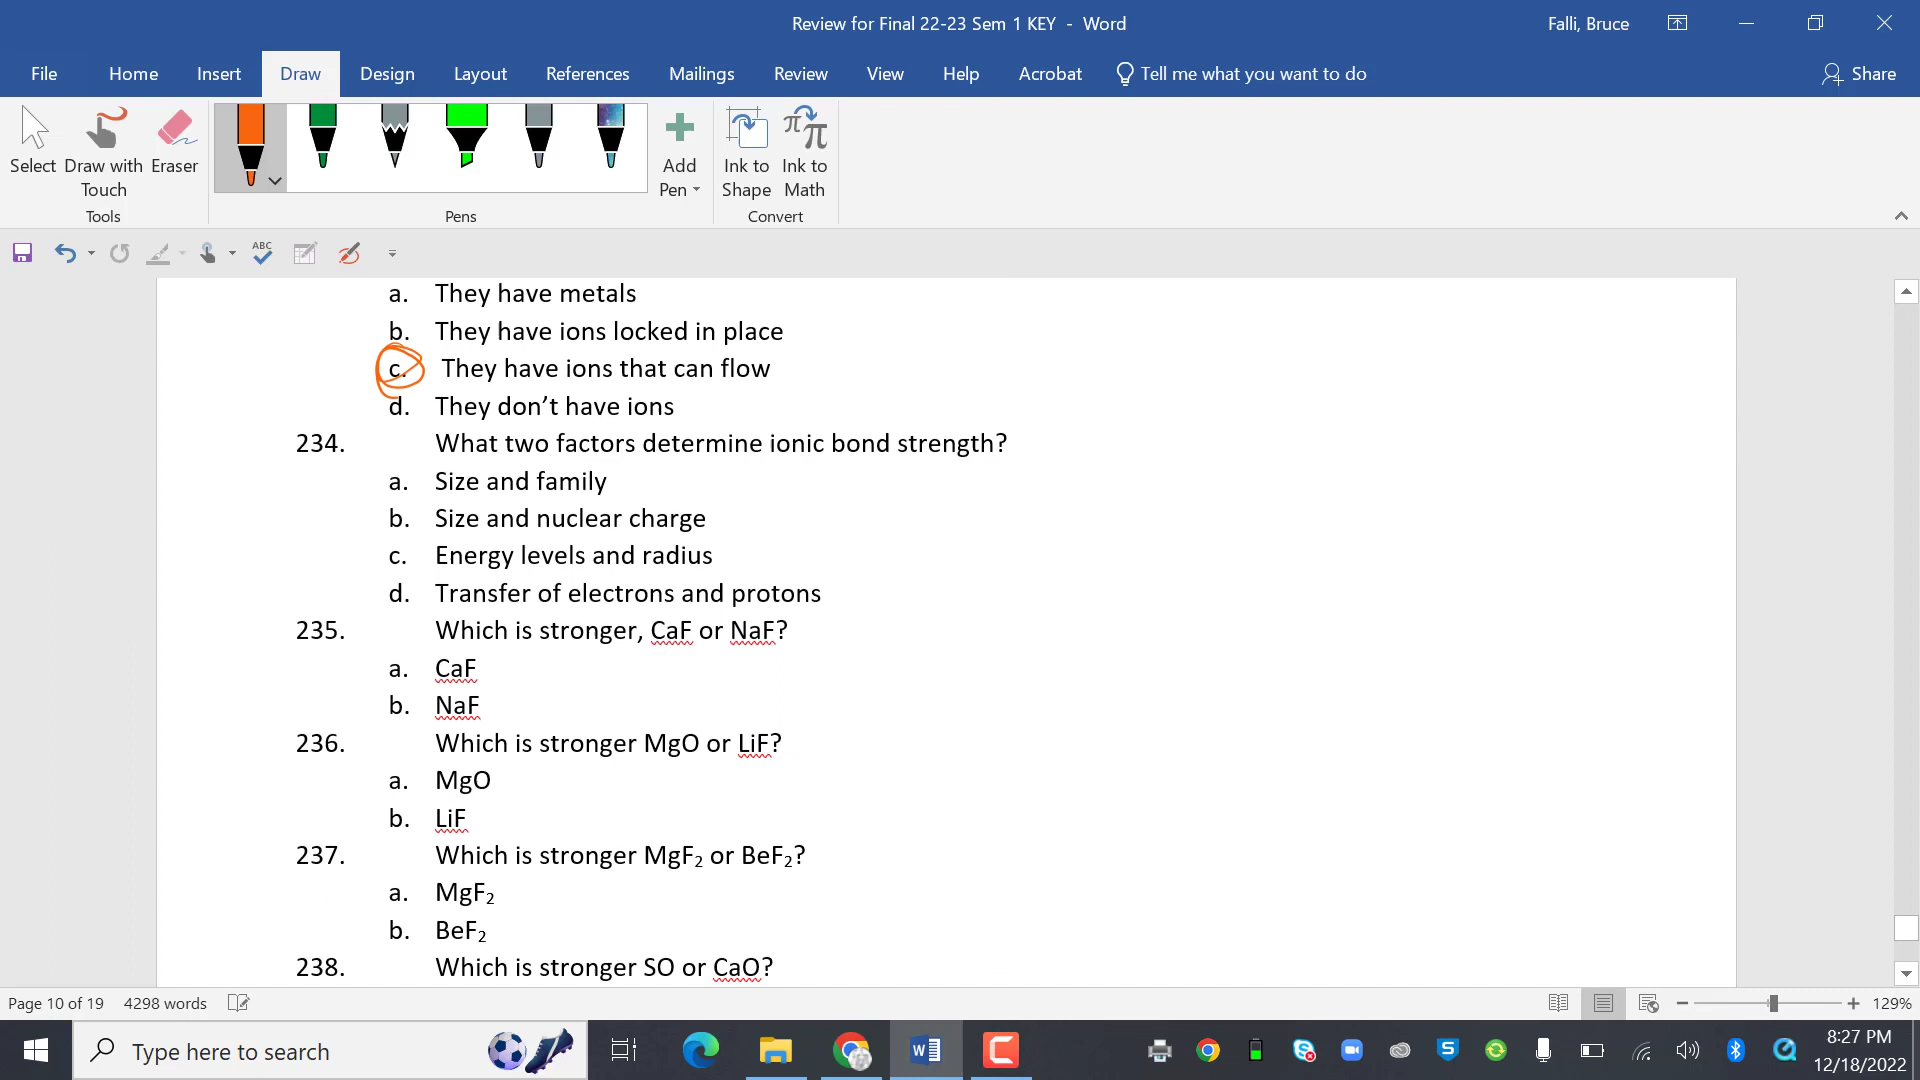 Review for Final 22-23 Sem 1 KEY - Word
Falli, Bruce
File Home Insert Draw Design Layout References Mailings Review View Help Acrobat Tell me what you want to do Share
Select Draw with Touch Eraser Add Pen Ink to Shape Ink to Math
Tools Pens Convert
ABC
a. They have metals
b. They have ions locked in place
c. They have ions that can flow
d. They don’t have ions
234. What two factors determine ionic bond strength?
a. Size and family
b. Size and nuclear charge
c. Energy levels and radius
d. Transfer of electrons and protons
235. Which is stronger, CaF or NaF?
a. CaF
b. NaF
236. Which is stronger MgO or LiF?
a. MgO
b. LiF
237. Which is stronger MgF₂ or BeF₂?
a. MgF₂
b. BeF₂
238. Which is stronger SO or CaO?
Page 10 of 19 4298 words 129%
Type here to search
8:27 PM
12/18/2022